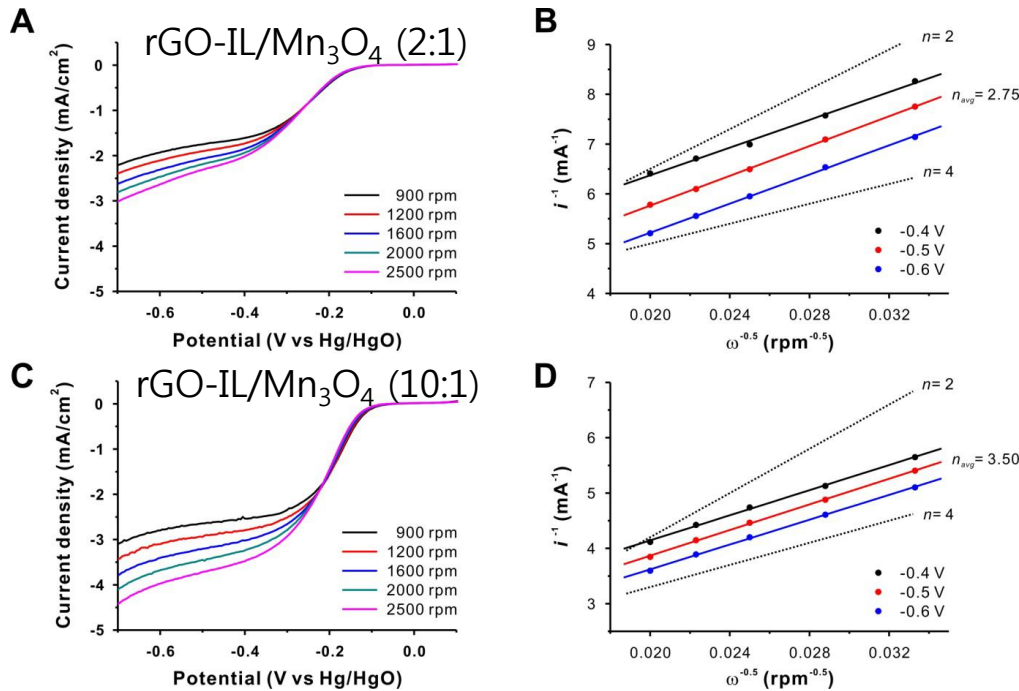 A
rGO-IL/Mn₃O₄ (2:1)
Current density (mA/cm²)
0
-1
-2
-3
-4
-5
900 rpm
1200 rpm
1600 rpm
2000 rpm
2500 rpm
-0.6
-0.4
-0.2
0.0
Potential (V vs Hg/HgO)
B
i⁻¹ (mA⁻¹)
9
8
7
6
5
4
n = 2
n_avg = 2.75
n = 4
-0.4 V
-0.5 V
-0.6 V
0.020
0.024
0.028
0.032
ω⁻⁰·⁵ (rpm⁻⁰·⁵)
C
rGO-IL/Mn₃O₄ (10:1)
Current density (mA/cm²)
0
-1
-2
-3
-4
-5
900 rpm
1200 rpm
1600 rpm
2000 rpm
2500 rpm
-0.6
-0.4
-0.2
0.0
Potential (V vs Hg/HgO)
D
i⁻¹ (mA⁻¹)
7
6
5
4
3
n = 2
n_avg = 3.50
n = 4
-0.4 V
-0.5 V
-0.6 V
0.020
0.024
0.028
0.032
ω⁻⁰·⁵ (rpm⁻⁰·⁵)